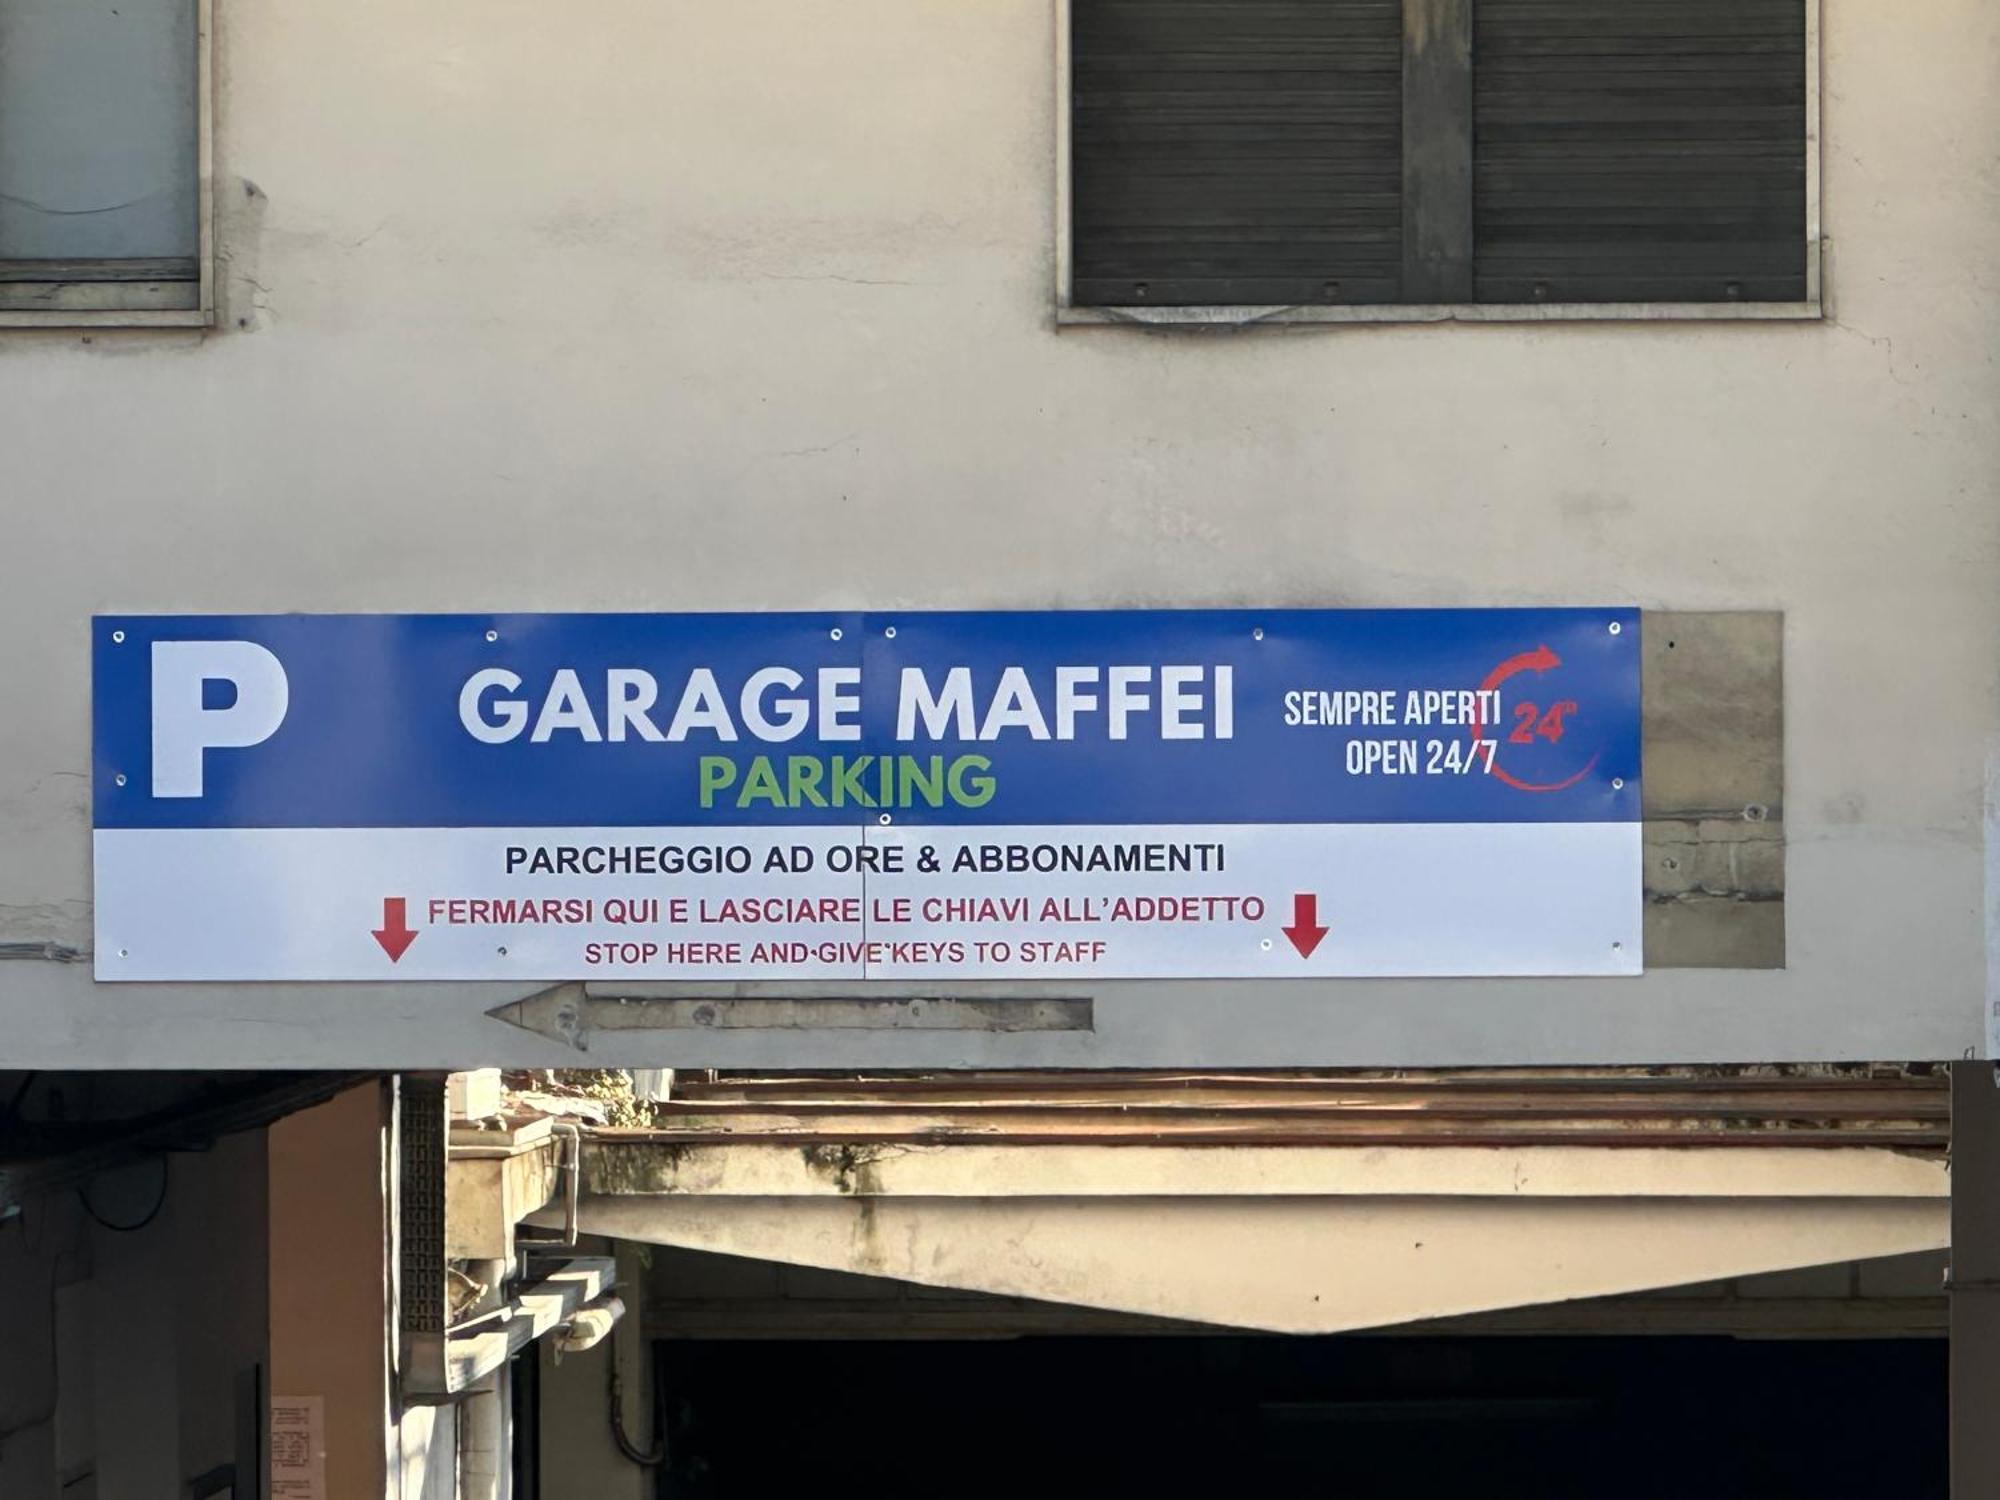 P
GARAGE MAFFEI
PARKING
SEMPRE APERTI
OPEN 24/7
24h
PARCHEGGIO AD ORE & ABBONAMENTI
FERMARSI QUI E LASCIARE LE CHIAVI ALL'ADDETTO
STOP HERE AND GIVE KEYS TO STAFF